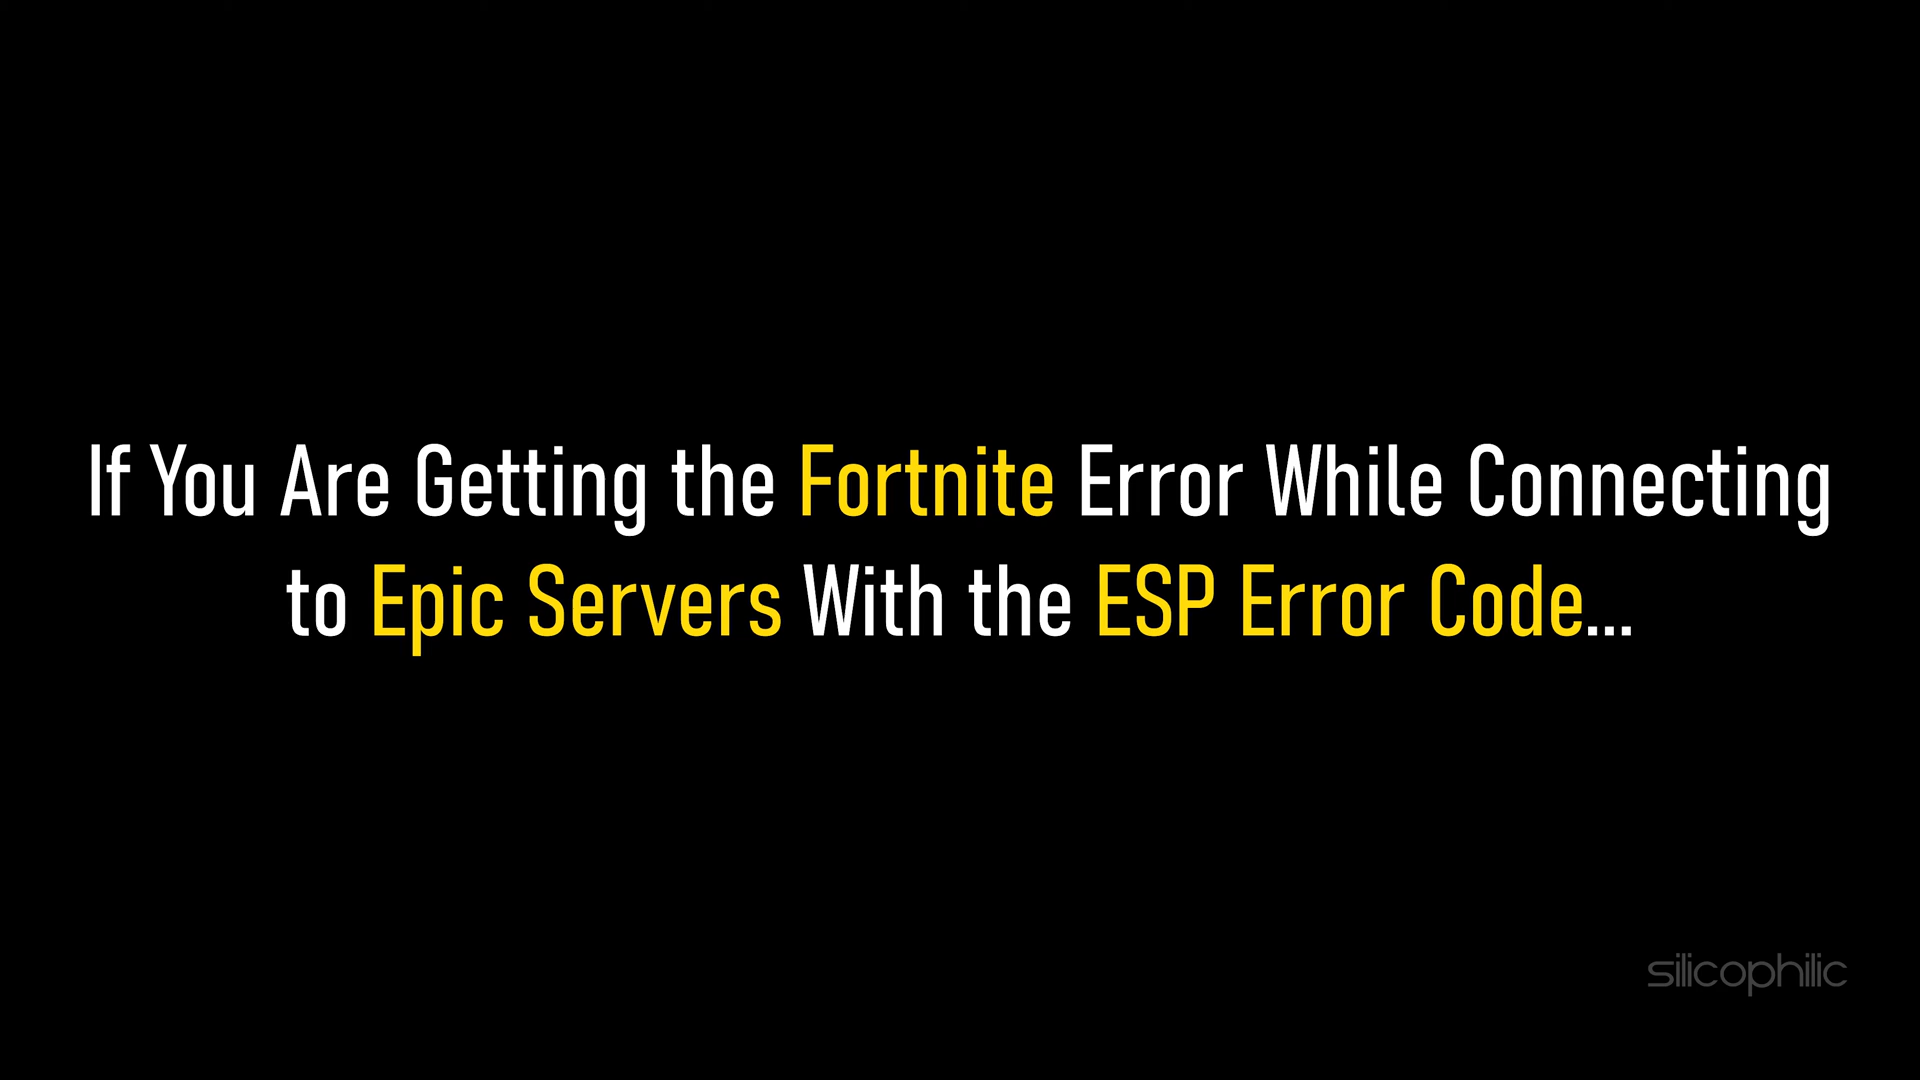 If You Are Getting the Fortnite Error While Connecting
to Epic Servers With the ESP Error Code...
silicophilic